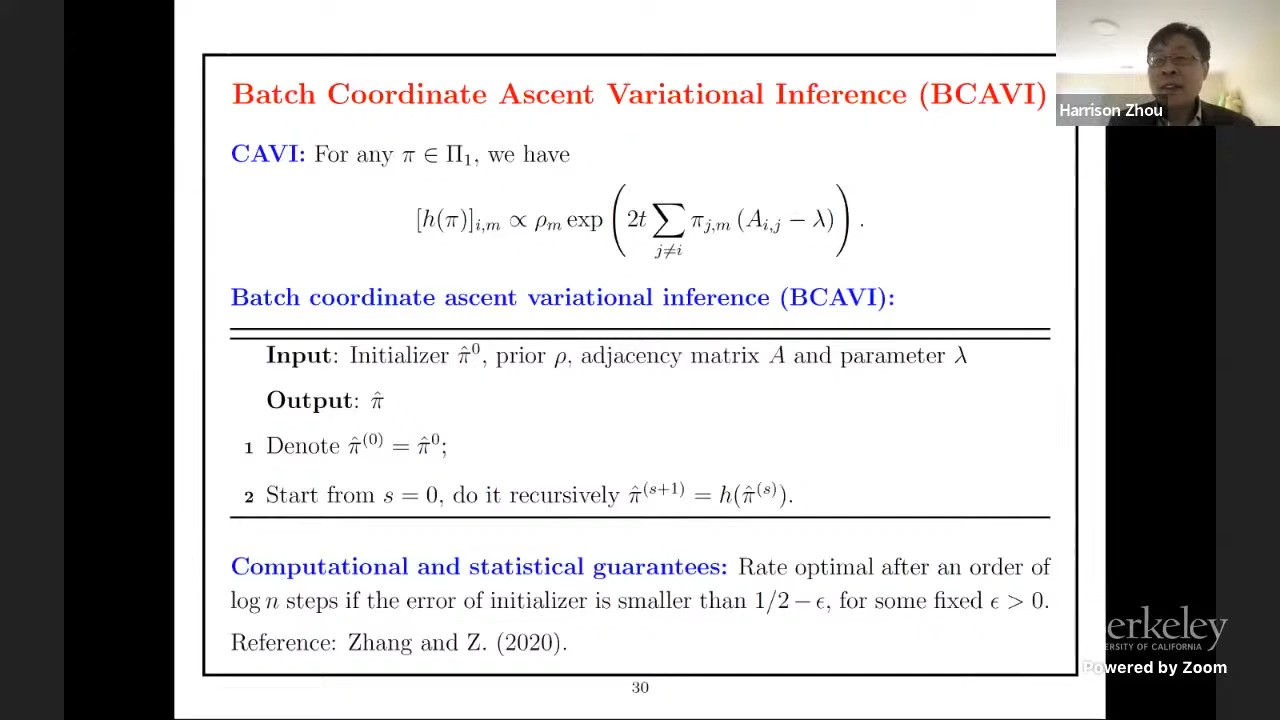 Batch Coordinate Ascent Variational Inference (BCAVI)
Harrison Zhou
CAVI: For any π ∈ Π₁, we have
[h(π)]_{i,m} ∝ ρ_m exp ( 2t ∑_{j≠i} π_{j,m} (A_{i,j} − λ) ) .
Batch coordinate ascent variational inference (BCAVI):
Input: Initializer π̂⁰, prior ρ, adjacency matrix A and parameter λ
Output: π̂
1 Denote π̂⁽⁰⁾ = π̂⁰;
2 Start from s = 0, do it recursively π̂⁽ˢ⁺¹⁾ = h(π̂⁽ˢ⁾).
Computational and statistical guarantees: Rate optimal after an order of
log n steps if the error of initializer is smaller than 1/2 − ϵ, for some fixed ϵ > 0.
Reference: Zhang and Z. (2020).
30
erkeley
ERSITY OF CALIFORNIA
Powered by Zoom